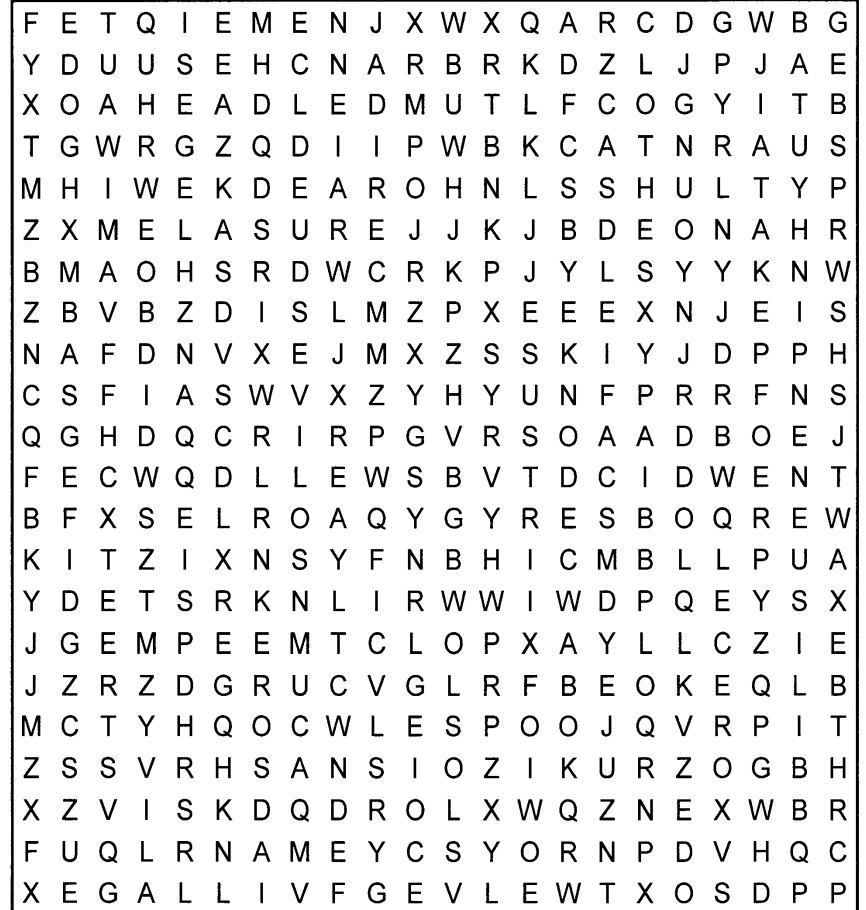 F E T Q I E M E N J X W X Q A R C D G W B G
Y D U U S E H C N A R B R K D Z L J P J A E
X O A H E A D L E D M U T L F C O G Y I T B
T G W R G Z Q D I I P W B K C A T N R A U S
M H I W E K D E A R O H N L S S H U L T Y P
Z X M E L A S U R E J J K J B D E O N A H R
B M A O H S R D W C R K P J Y L S Y Y K N W
Z B V B Z D I S L M Z P X E E E X N J E I S
N A F D N V X E J M X Z S S K I Y J D P P H
C S F I A S W V X Z Y H Y U N F P R R F N S
Q G H D Q C R I R P G V R S O A A D B O E J
F E C W Q D L L E W S B V T D C I D W E N T
B F X S E L R O A Q Y G Y R E S B O Q R E W
K I T Z I X N S Y F N B H I C M B L L P U A
Y D E T S R K N L I R W W I W D P Q E Y S X
J G E M P E E M T C L O P X A Y L L C Z I E
J Z R Z D G R U C V G L R F B E O K E Q L B
M C T Y H Q O C W L E S P O O J Q V R P I T
Z S S V R H S A N S I O Z I K U R Z O G B H
X Z V I S K D Q D R O L X W Q Z N E X W B R
F U Q L R N A M E Y C S Y O R N P D V H Q C
X E G A L L I V F G E V L E W T X O S D P P